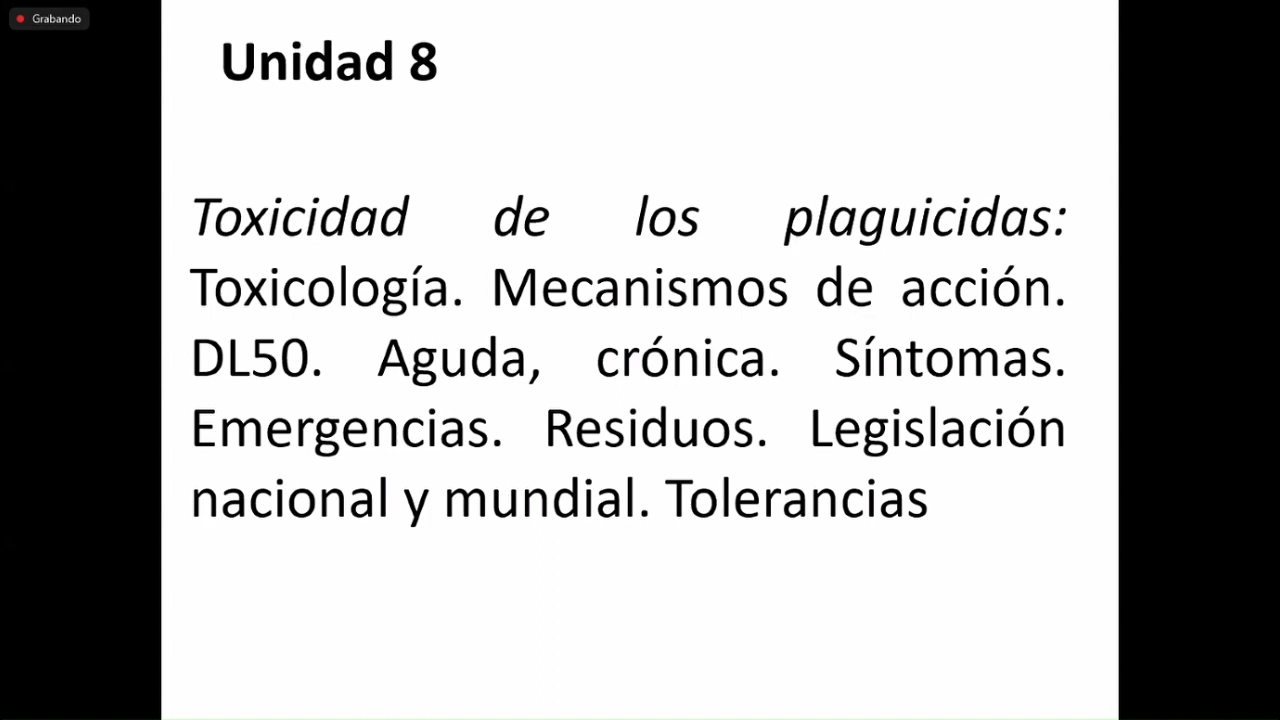 Grabando
Unidad 8
Toxicidad de los plaguicidas:
Toxicología. Mecanismos de acción.
DL50. Aguda, crónica. Síntomas.
Emergencias. Residuos. Legislación
nacional y mundial. Tolerancias